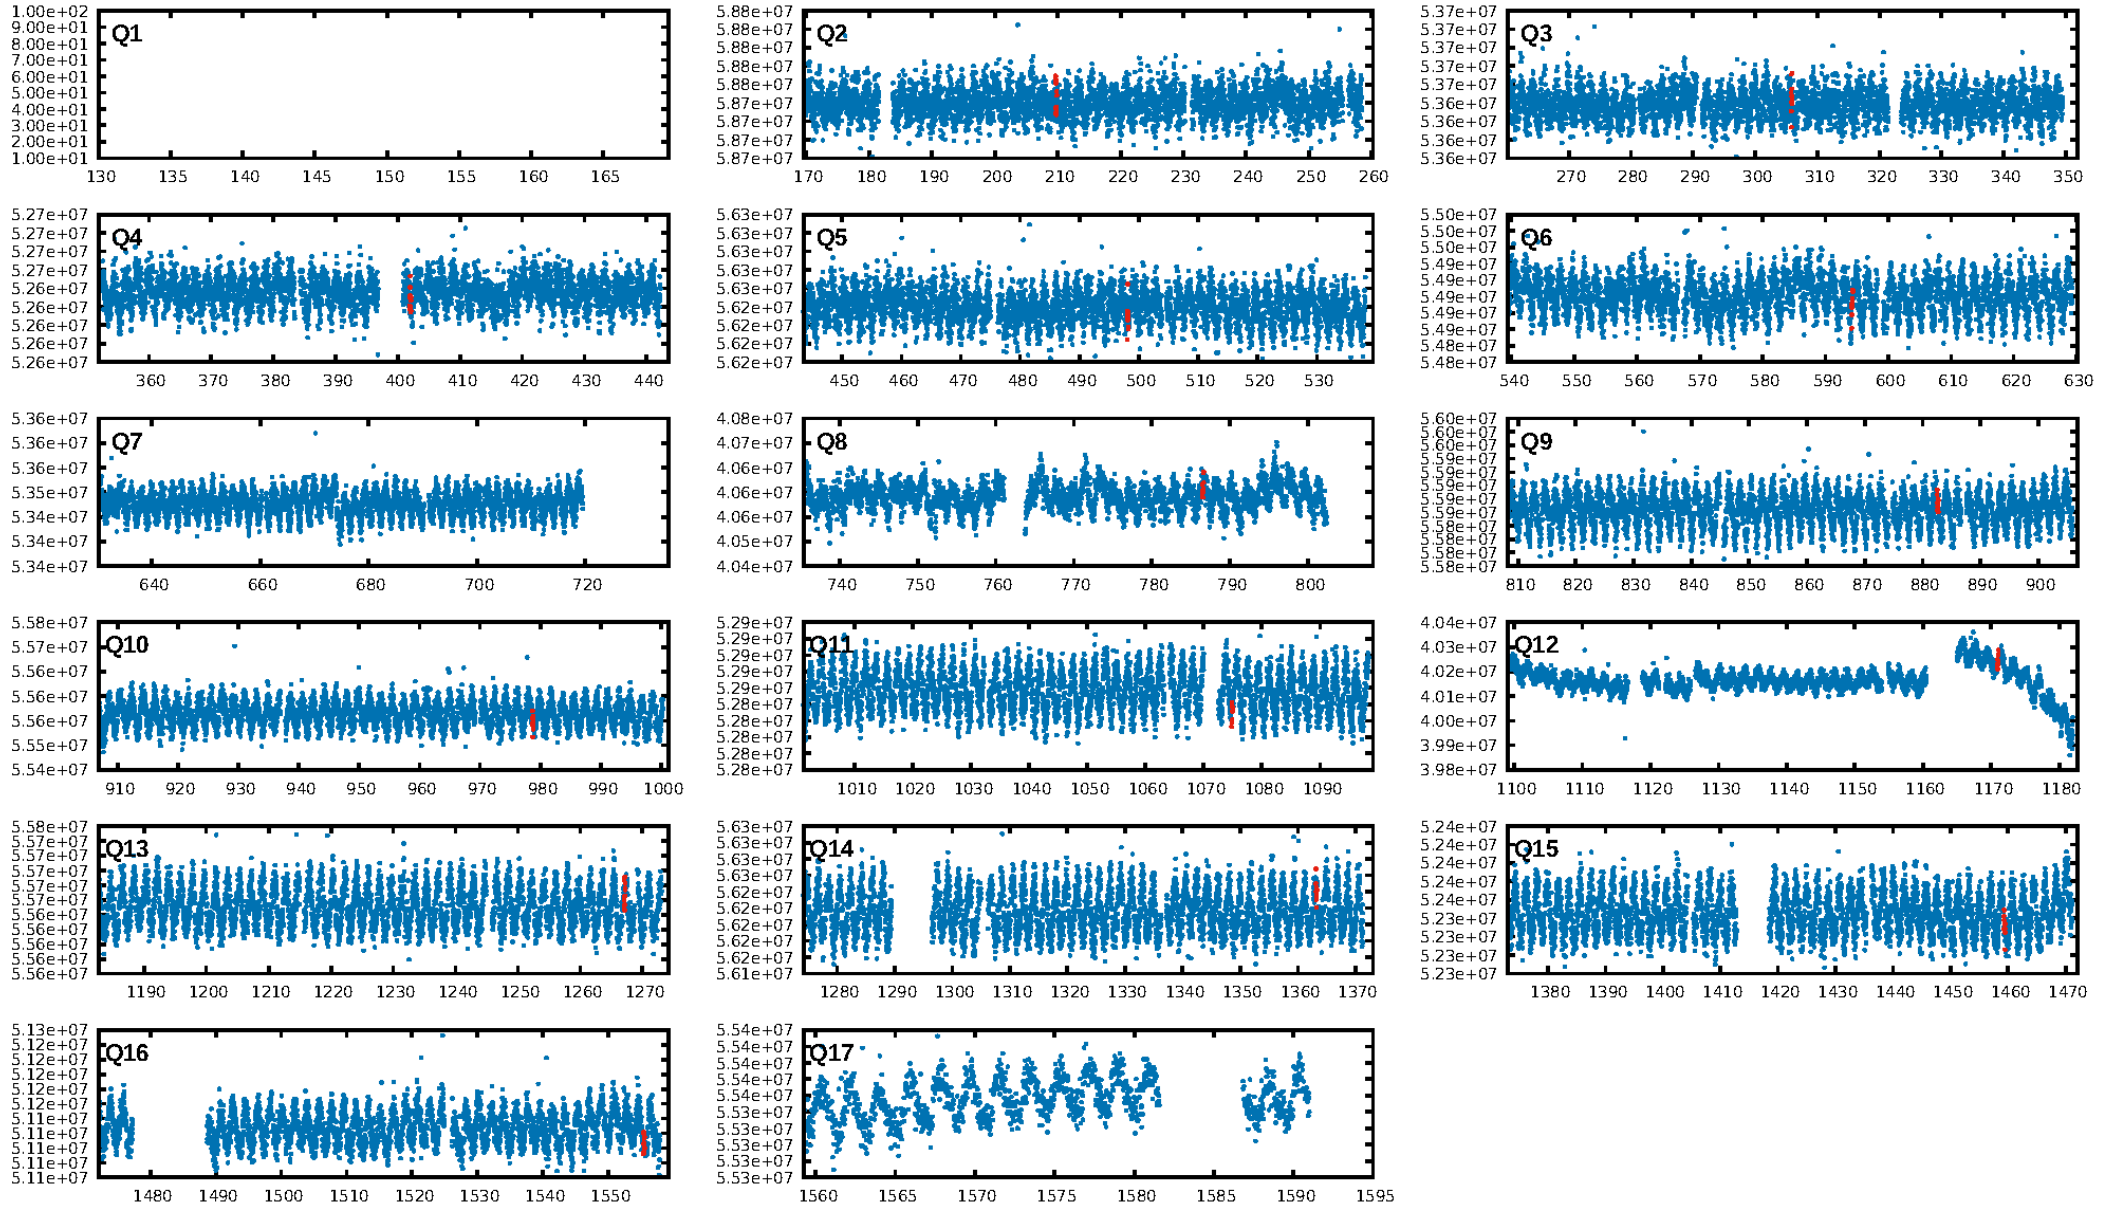 1.00e+02
9.00e+01
8.00e+01
7.00e+01
6.00e+01
5.00e+01
4.00e+01
3.00e+01
2.00e+01
1.00e+01
Q1
130 135 140 145 150 155 160 165
5.88e+07
5.88e+07
5.88e+07
5.88e+07
5.88e+07
5.87e+07
5.87e+07
5.87e+07
5.87e+07
Q2
170 180 190 200 210 220 230 240 250 260
5.37e+07
5.37e+07
5.37e+07
5.37e+07
5.37e+07
5.36e+07
5.36e+07
5.36e+07
5.36e+07
Q3
270 280 290 300 310 320 330 340 350
5.27e+07
5.27e+07
5.27e+07
5.27e+07
5.26e+07
5.26e+07
5.26e+07
5.26e+07
5.26e+07
Q4
360 370 380 390 400 410 420 430 440
5.63e+07
5.63e+07
5.63e+07
5.63e+07
5.63e+07
5.62e+07
5.62e+07
5.62e+07
5.62e+07
Q5
450 460 470 480 490 500 510 520 530
5.50e+07
5.50e+07
5.50e+07
5.49e+07
5.49e+07
5.49e+07
5.49e+07
5.49e+07
5.48e+07
5.48e+07
Q6
540 550 560 570 580 590 600 610 620 630
5.36e+07
5.36e+07
5.36e+07
5.35e+07
5.34e+07
5.34e+07
5.34e+07
Q7
640 660 680 700 720
4.08e+07
4.07e+07
4.06e+07
4.06e+07
4.06e+07
4.05e+07
4.04e+07
Q8
740 750 760 770 780 790 800
5.60e+07
5.60e+07
5.60e+07
5.59e+07
5.59e+07
5.59e+07
5.59e+07
5.59e+07
5.58e+07
5.58e+07
5.58e+07
5.58e+07
Q9
810 820 830 840 850 860 870 880 890 900
5.58e+07
5.57e+07
5.56e+07
5.56e+07
5.56e+07
5.55e+07
5.54e+07
Q10
910 920 930 940 950 960 970 980 990 1000
5.29e+07
5.29e+07
5.29e+07
5.29e+07
5.29e+07
5.28e+07
5.28e+07
5.28e+07
5.28e+07
5.28e+07
Q11
1010 1020 1030 1040 1050 1060 1070 1080 1090
4.04e+07
4.03e+07
4.02e+07
4.01e+07
4.00e+07
3.99e+07
3.98e+07
Q12
1100 1110 1120 1130 1140 1150 1160 1170 1180
5.58e+07
5.57e+07
5.57e+07
5.57e+07
5.57e+07
5.57e+07
5.56e+07
5.56e+07
5.56e+07
5.56e+07
5.56e+07
Q13
1190 1200 1210 1220 1230 1240 1250 1260 1270
5.63e+07
5.63e+07
5.63e+07
5.63e+07
5.62e+07
5.62e+07
5.62e+07
5.62e+07
5.61e+07
5.61e+07
Q14
1280 1290 1300 1310 1320 1330 1340 1350 1360 1370
5.24e+07
5.24e+07
5.24e+07
5.24e+07
5.24e+07
5.23e+07
5.23e+07
5.23e+07
5.23e+07
Q15
1380 1390 1400 1410 1420 1430 1440 1450 1460 1470
5.13e+07
5.12e+07
5.12e+07
5.12e+07
5.12e+07
5.12e+07
5.11e+07
5.11e+07
5.11e+07
5.11e+07
5.11e+07
Q16
1480 1490 1500 1510 1520 1530 1540 1550
5.54e+07
5.54e+07
5.54e+07
5.54e+07
5.54e+07
5.53e+07
5.53e+07
5.53e+07
5.53e+07
5.53e+07
Q17
1560 1565 1570 1575 1580 1585 1590 1595